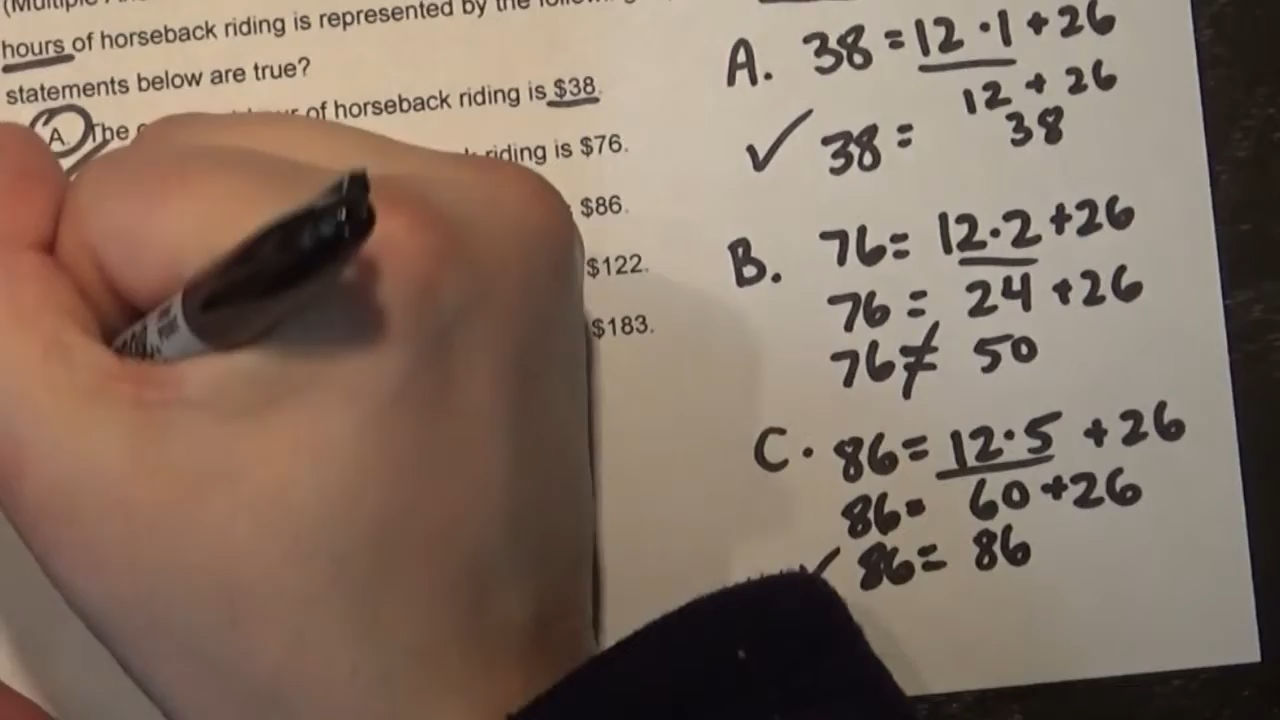 (Multiple
hours of horseback riding is represented by the
statements below are true?
A. The of horseback riding is $38.
riding is $76.
$86.
$122.
$183.
A. 38 = 12 · 1 + 26
12 + 26
✓ 38 = 38
B. 76 = 12 · 2 + 26
76 = 24 + 26
76 ≠ 50
C. 86 = 12 · 5 + 26
86 = 60 + 26
✓ 86 = 86